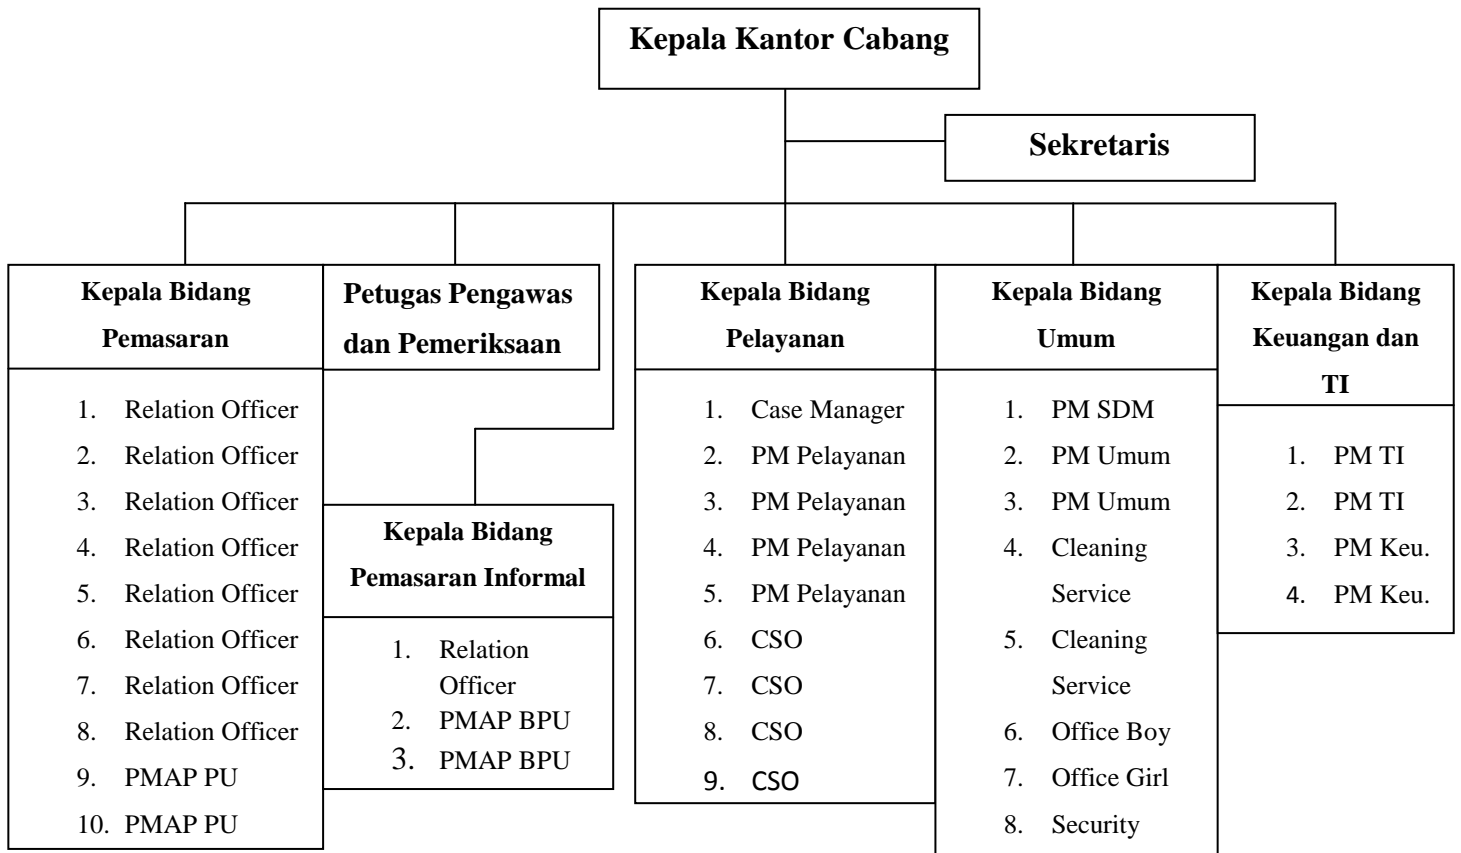 Kepala Kantor Cabang
Sekretaris
Kepala Bidang
Pemasaran
1. Relation Officer
2. Relation Officer
3. Relation Officer
4. Relation Officer
5. Relation Officer
6. Relation Officer
7. Relation Officer
8. Relation Officer
9. PMAP PU
10. PMAP PU
Petugas Pengawas
dan Pemeriksaan
Kepala Bidang
Pemasaran Informal
1. Relation
Officer
2. PMAP BPU
3. PMAP BPU
Kepala Bidang
Pelayanan
1. Case Manager
2. PM Pelayanan
3. PM Pelayanan
4. PM Pelayanan
5. PM Pelayanan
6. CSO
7. CSO
8. CSO
9. CSO
Kepala Bidang
Umum
1. PM SDM
2. PM Umum
3. PM Umum
4. Cleaning
Service
5. Cleaning
Service
6. Office Boy
7. Office Girl
8. Security
Kepala Bidang
Keuangan dan
TI
1. PM TI
2. PM TI
3. PM Keu.
4. PM Keu.